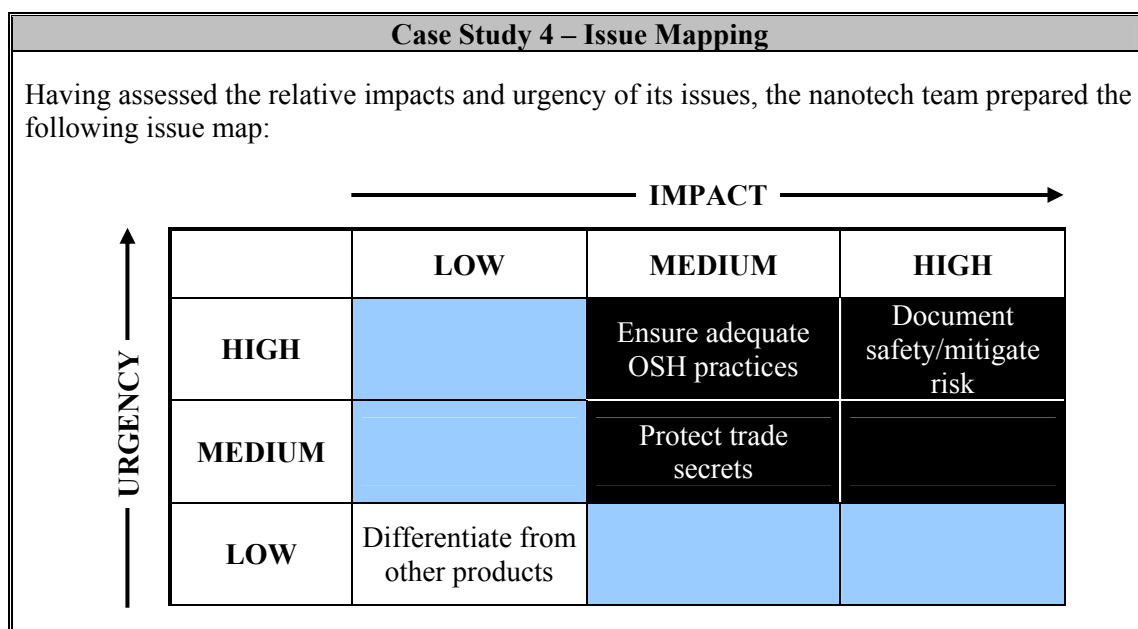 Case Study 4 – Issue Mapping
Having assessed the relative impacts and urgency of its issues, the nanotech team prepared the
following issue map:
IMPACT
URGENCY
LOW
MEDIUM
HIGH
HIGH
Ensure adequate
OSH practices
Document
safety/mitigate
risk
MEDIUM
Protect trade
secrets
LOW
Differentiate from
other products